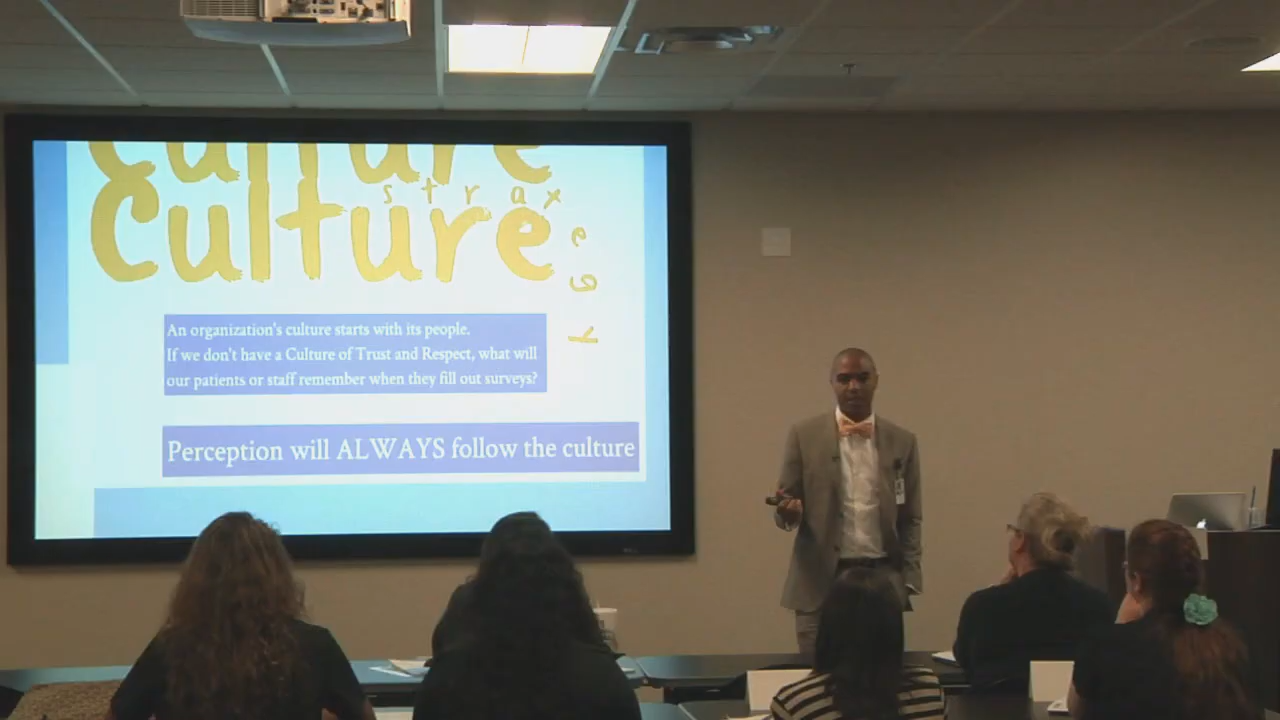 Culture
Culture
strategy
An organization's culture starts with its people.
If we don't have a Culture of Trust and Respect, what will
our patients or staff remember when they fill out surveys?
Perception will ALWAYS follow the culture